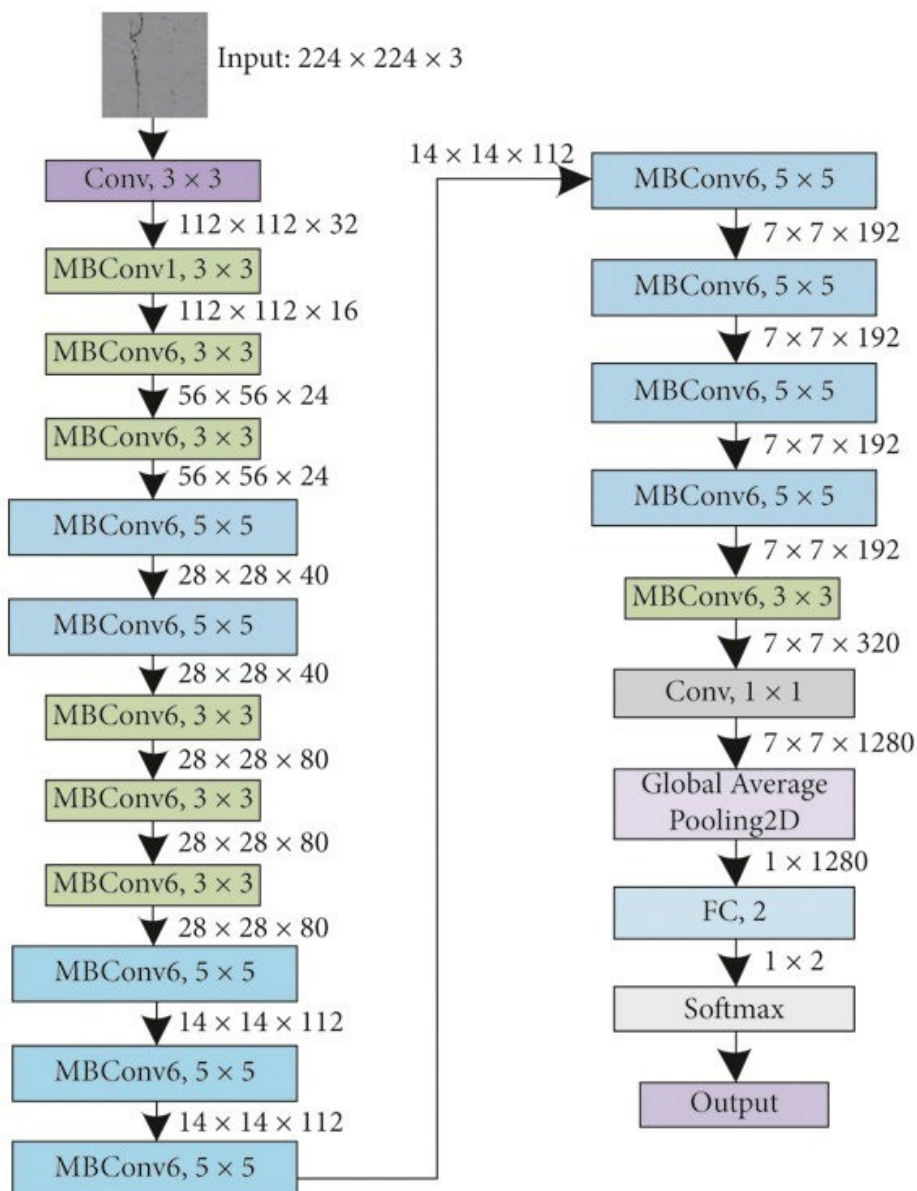 Input: 224 × 224 × 3
Conv, 3 × 3
112 × 112 × 32
MBConv1, 3 × 3
112 × 112 × 16
MBConv6, 3 × 3
56 × 56 × 24
MBConv6, 3 × 3
56 × 56 × 24
MBConv6, 5 × 5
28 × 28 × 40
MBConv6, 5 × 5
28 × 28 × 40
MBConv6, 3 × 3
28 × 28 × 80
MBConv6, 3 × 3
28 × 28 × 80
MBConv6, 3 × 3
28 × 28 × 80
MBConv6, 5 × 5
14 × 14 × 112
MBConv6, 5 × 5
14 × 14 × 112
MBConv6, 5 × 5
14 × 14 × 112
MBConv6, 5 × 5
7 × 7 × 192
MBConv6, 5 × 5
7 × 7 × 192
MBConv6, 5 × 5
7 × 7 × 192
MBConv6, 5 × 5
7 × 7 × 192
MBConv6, 3 × 3
7 × 7 × 320
Conv, 1 × 1
7 × 7 × 1280
Global Average
Pooling2D
1 × 1280
FC, 2
1 × 2
Softmax
Output